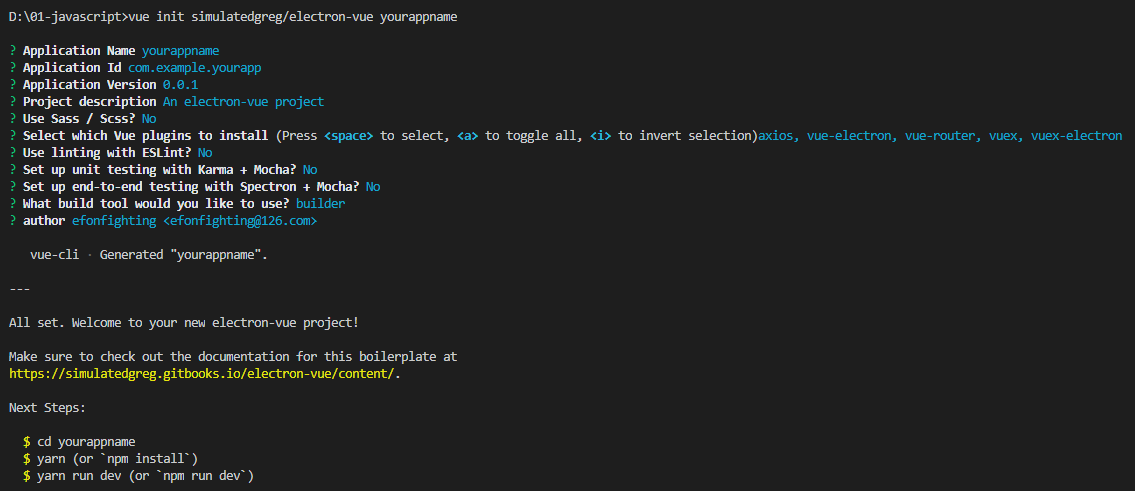 D:\01-javascript>vue init simulatedgreg/electron-vue yourappname
? Application Name yourappname
? Application Id com.example.yourapp
? Application Version 0.0.1
? Project description An electron-vue project
? Use Sass / Scss? No
? Select which Vue plugins to install (Press <space> to select, <a> to toggle all, <i> to invert selection)axios, vue-electron, vue-router, vuex, vuex-electron
? Use linting with ESLint? No
? Set up unit testing with Karma + Mocha? No
? Set up end-to-end testing with Spectron + Mocha? No
? What build tool would you like to use? builder
? author efonfighting <efonfighting@126.com>
vue-cli · Generated "yourappname".
---
All set. Welcome to your new electron-vue project!
Make sure to check out the documentation for this boilerplate at
https://simulatedgreg.gitbooks.io/electron-vue/content/.
Next Steps:
$ cd yourappname
$ yarn (or `npm install`)
$ yarn run dev (or `npm run dev`)